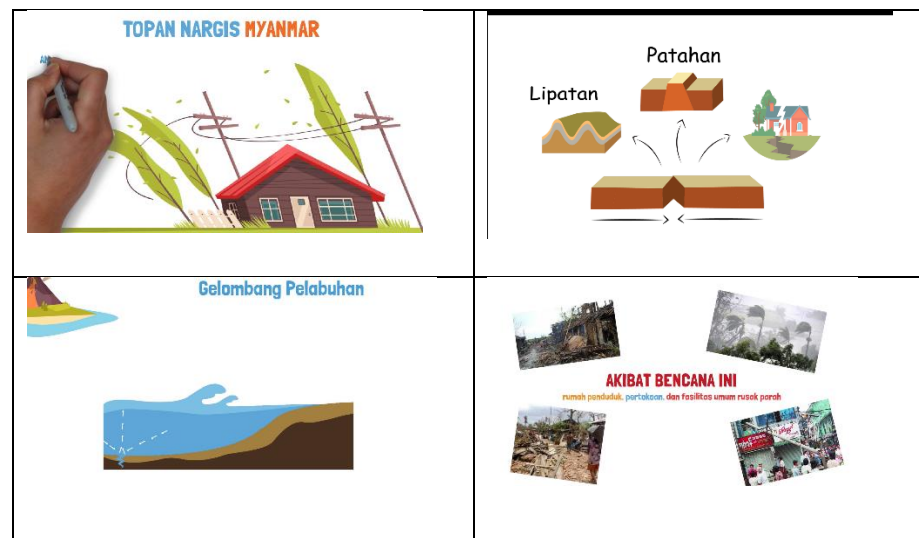 TOPAN NARGIS MYANMAR
Patahan
Lipatan
Gelombang Pelabuhan
AKIBAT BENCANA INI
rumah penduduk, pertokoan, dan fasilitas umum rusak parah